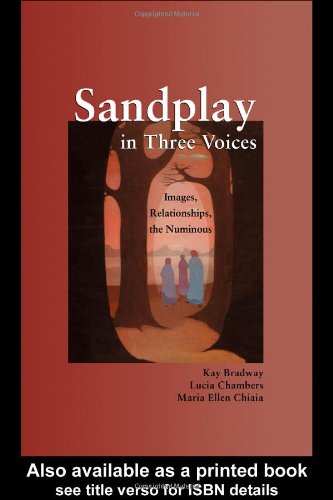 Sandplay
in Three Voices
Images,
Relationships,
the Numinous
Kay Bradway
Lucia Chambers
Maria Ellen Chiaia
Also available as a printed book
see title verso for ISBN details